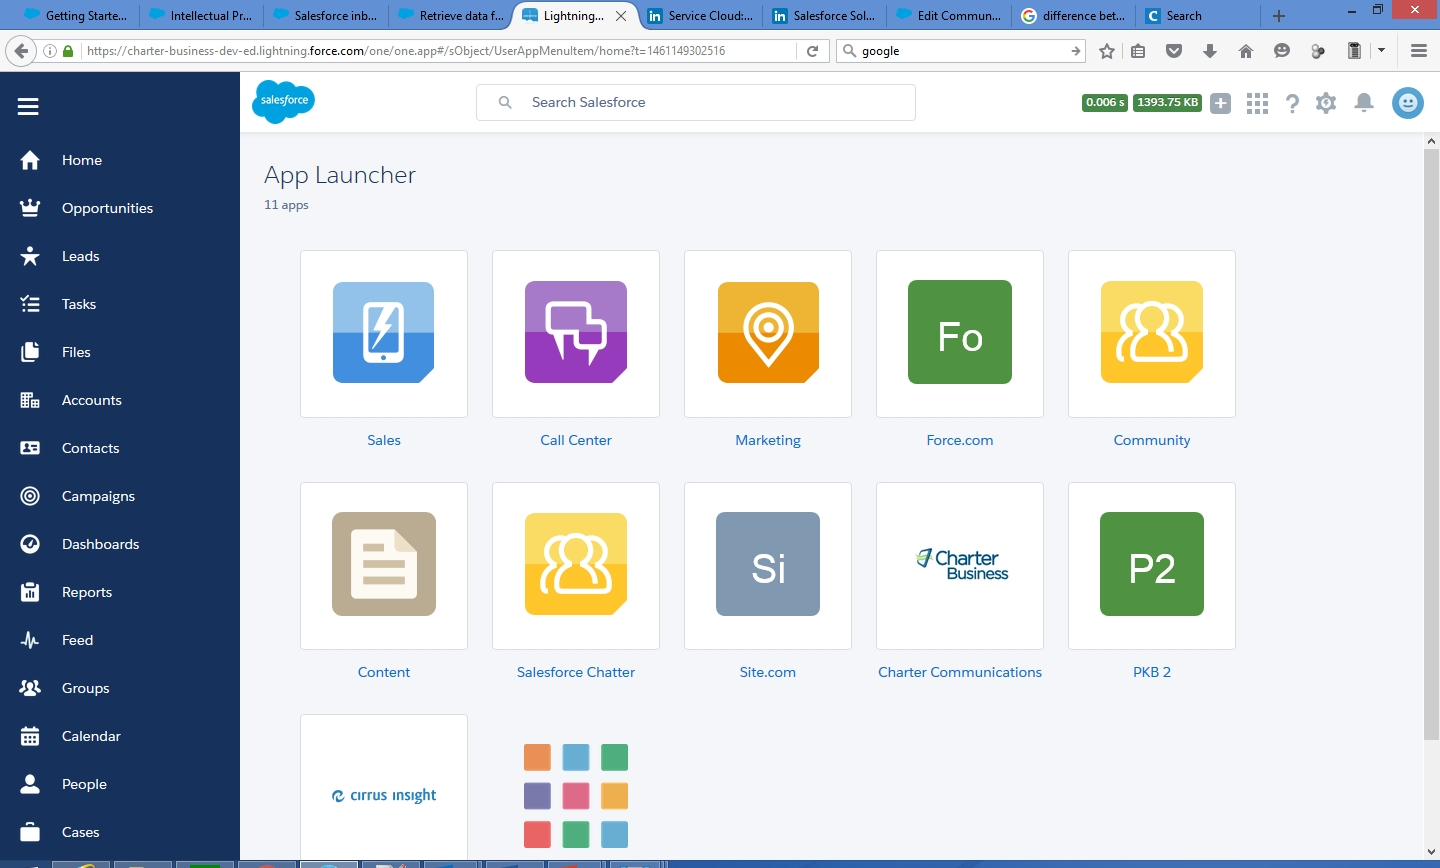 Getting Starte...
Intellectual Pr...
Salesforce inb...
Retrieve data f...
Lightning...
Service Cloud:...
Salesforce Sol...
Edit Commun...
difference bet...
Search
https://charter-business-dev-ed.lightning.force.com/one/one.app#/sObject/UserAppMenuItem/home?t=1461149302516
google
salesforce
Search Salesforce
0.006 s
1393.75 KB
Home
Opportunities
Leads
Tasks
Files
Accounts
Contacts
Campaigns
Dashboards
Reports
Feed
Groups
Calendar
People
Cases
App Launcher
11 apps
Fo
Sales
Call Center
Marketing
Force.com
Community
Si
Charter
Business
P2
Content
Salesforce Chatter
Site.com
Charter Communications
PKB 2
cirrus insight